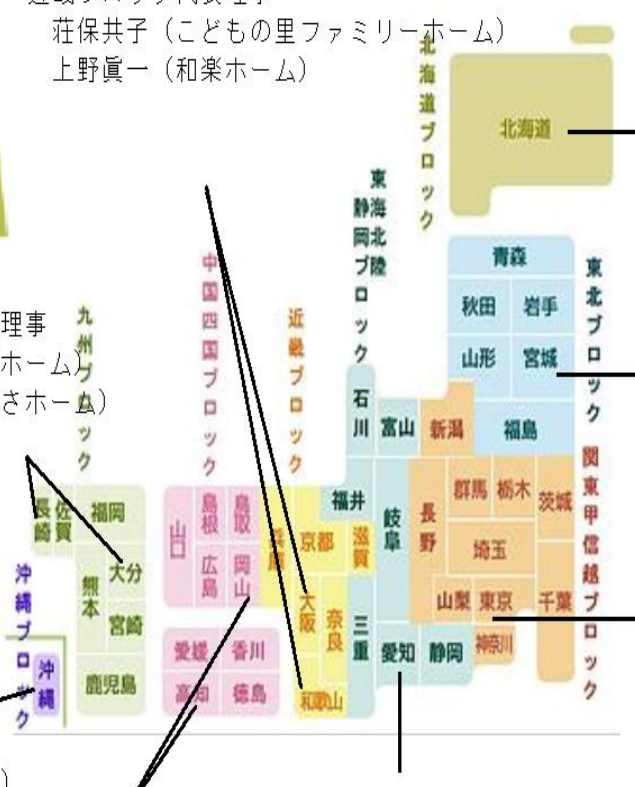 荘保共子（こどもの里ファミリーホーム）
上野眞一（和楽ホーム）
北海道ブロック
北海道
東海北陸
静岡ブロック
青森
秋田 岩手
山形 宮城
福島
東北ブロック
中国四国ブロック
近畿ブロック
理事
ホーム）
さホーム）
九州ブロック
石川
富山
新潟
福井
岐阜
長野
群馬 栃木 茨城
埼玉
山梨 東京 千葉
神奈川
関東甲信越ブロック
長崎 佐賀 福岡
熊本
大分
宮崎
鹿児島
沖縄ブロック
沖縄
山口
島根 鳥取
広島 岡山
愛媛 香川
高知 徳島
兵庫
京都
滋賀
大阪
奈良
和歌山
三重
愛知 静岡
）